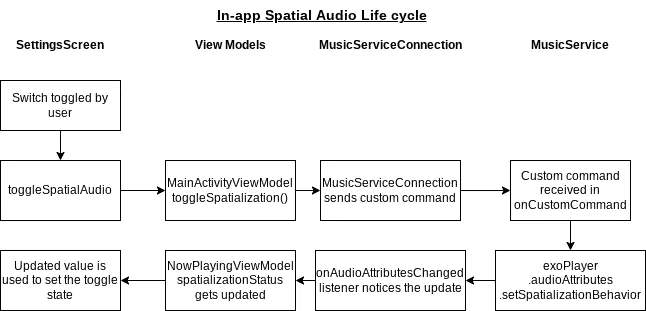 In-app Spatial Audio Life cycle
SettingsScreen
View Models
MusicServiceConnection
MusicService
Switch toggled by
user
toggleSpatialAudio
MainActivityViewModel
toggleSpatialization()
MusicServiceConnection
sends custom command
Custom command
received in
onCustomCommand
Updated value is
used to set the toggle
state
NowPlayingViewModel
spatializationStatus
gets updated
onAudioAttributesChanged
listener notices the update
exoPlayer
.audioAttributes
.setSpatializationBehavior